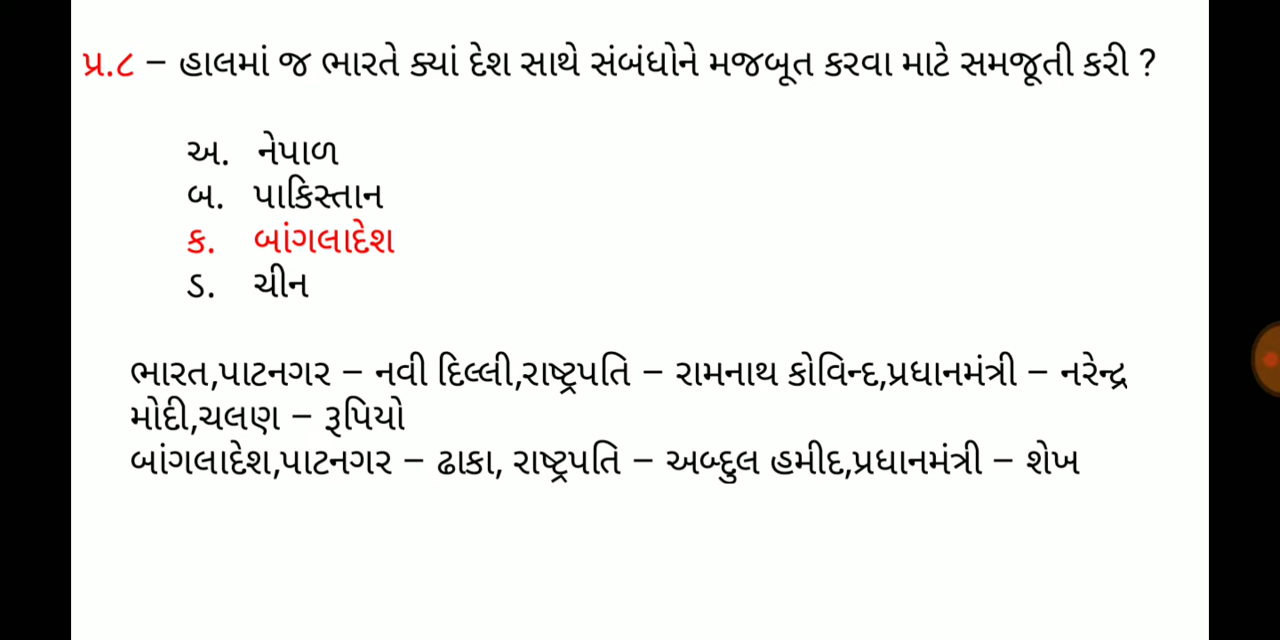 પ્ર.૮ – હાલમાં જ ભારતે ક્યાં દેશ સાથે સંબંધોને મજબૂત કરવા માટે સમજૂતી કરી ?
અ. નેપાળ
બ. પાકિસ્તાન
ક. બાંગલાદેશ
ડ. ચીન
ભારત,પાટનગર – નવી દિલ્લી,રાષ્ટ્રપતિ – રામનાથ કોવિન્દ,પ્રધાનમંત્રી – નરેન્દ્ર
મોદી,ચલણ – રૂપિયો
બાંગલાદેશ,પાટનગર – ઢાકા, રાષ્ટ્રપતિ – અબ્દુલ હમીદ,પ્રધાનમંત્રી – શેખ